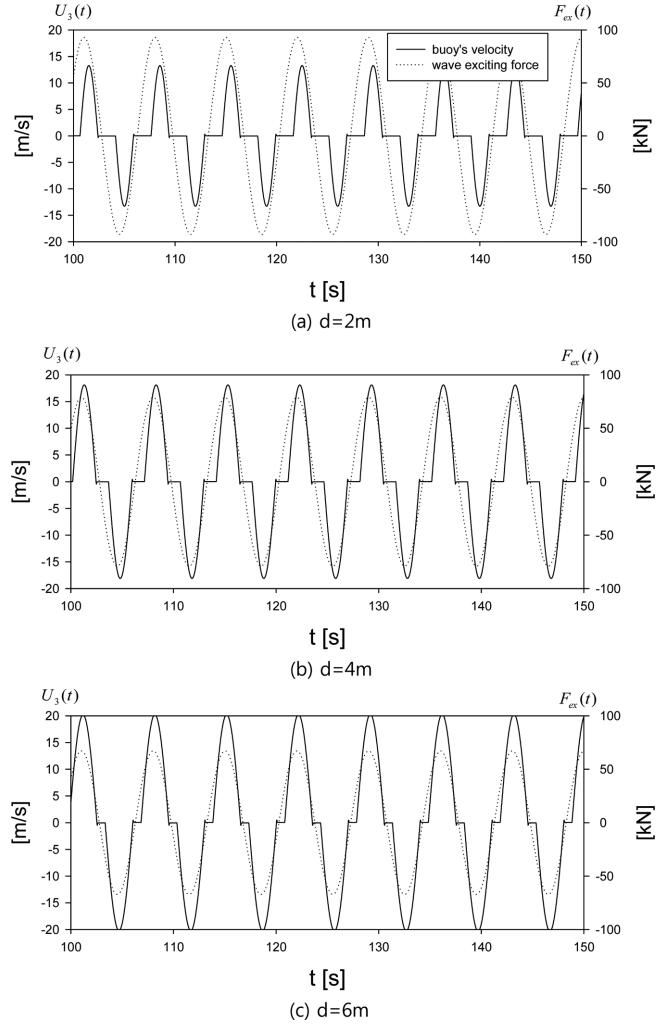 U3(t) Fex(t)
20 100
buoy's velocity
15
wave exciting force
10 50
5
[m/s] 0 0 [kN]
-5
-10 -50
-15
-20 -100
100 110 120 130 140 150
t [s]
(a) d=2m
U3(t) Fex(t)
20 100
15
10 50
5
[m/s] 0 0 [kN]
-5
-10 -50
-15
-20 -100
100 110 120 130 140 150
t [s]
(b) d=4m
U3(t) Fex(t)
20 100
15
10 50
5
[m/s] 0 0 [kN]
-5
-10 -50
-15
-20 -100
100 110 120 130 140 150
t [s]
(c) d=6m